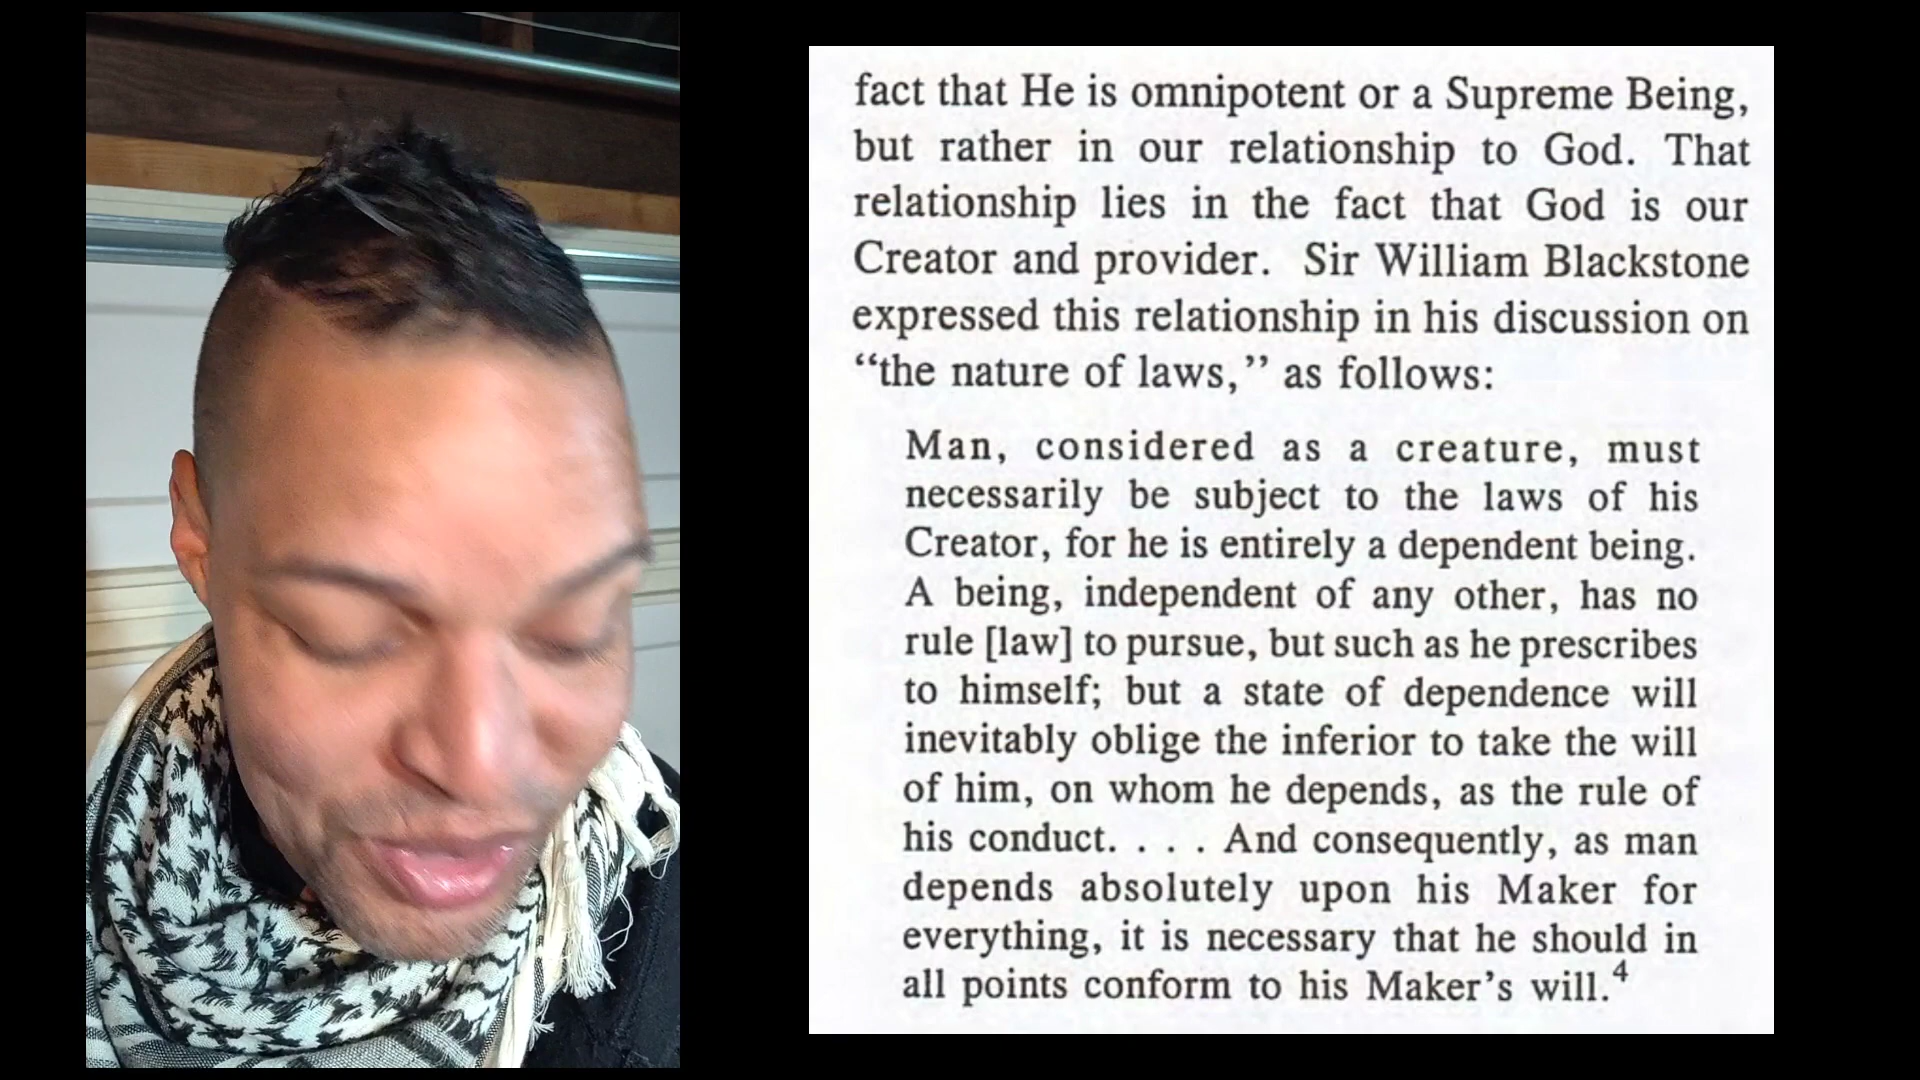 fact that He is omnipotent or a Supreme Being,
but rather in our relationship to God. That
relationship lies in the fact that God is our
Creator and provider. Sir William Blackstone
expressed this relationship in his discussion on
“the nature of laws,” as follows:
Man, considered as a creature, must
necessarily be subject to the laws of his
Creator, for he is entirely a dependent being.
A being, independent of any other, has no
rule [law] to pursue, but such as he prescribes
to himself; but a state of dependence will
inevitably oblige the inferior to take the will
of him, on whom he depends, as the rule of
his conduct. . . . And consequently, as man
depends absolutely upon his Maker for
everything, it is necessary that he should in
all points conform to his Maker’s will.4